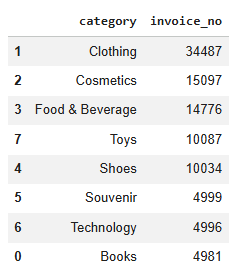 category invoice_no
1 Clothing 34487
2 Cosmetics 15097
3 Food & Beverage 14776
7 Toys 10087
4 Shoes 10034
5 Souvenir 4999
6 Technology 4996
0 Books 4981